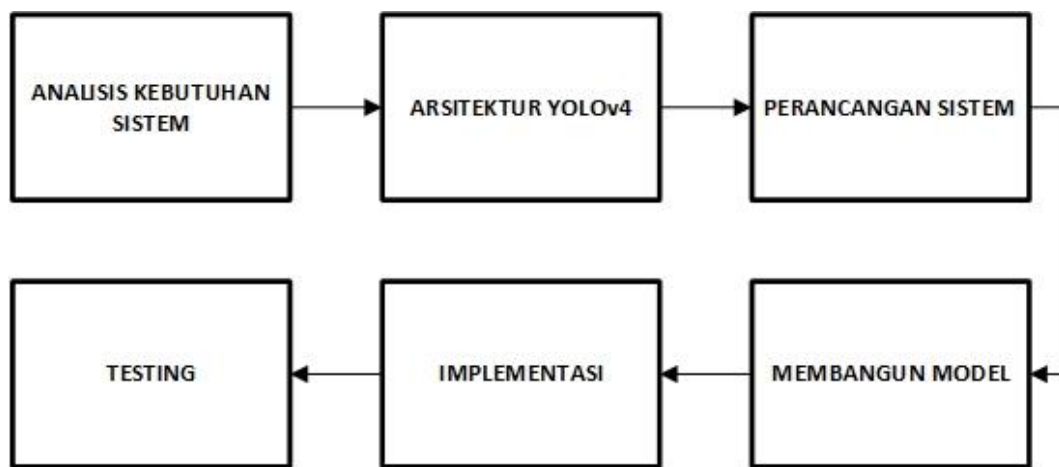 ANALISIS KEBUTUHAN
SISTEM
ARSITEKTUR YOLOv4
PERANCANGAN SISTEM
MEMBANGUN MODEL
IMPLEMENTASI
TESTING